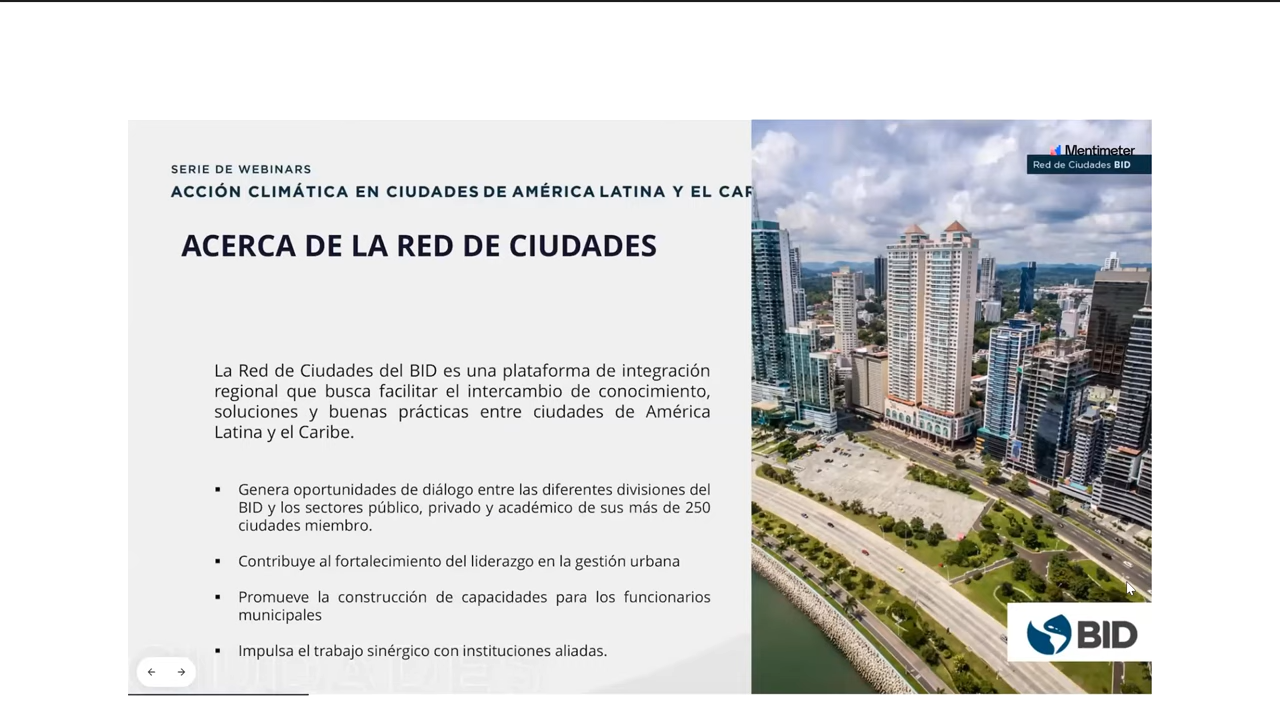 SERIE DE WEBINARS
ACCIÓN CLIMÁTICA EN CIUDADES DE AMÉRICA LATINA Y EL CAR
Mentimeter
Red de Ciudades BID
ACERCA DE LA RED DE CIUDADES
La Red de Ciudades del BID es una plataforma de integración
regional que busca facilitar el intercambio de conocimiento,
soluciones y buenas prácticas entre ciudades de América
Latina y el Caribe.
▪ Genera oportunidades de diálogo entre las diferentes divisiones del
BID y los sectores público, privado y académico de sus más de 250
ciudades miembro.
▪ Contribuye al fortalecimiento del liderazgo en la gestión urbana
▪ Promueve la construcción de capacidades para los funcionarios
municipales
▪ Impulsa el trabajo sinérgico con instituciones aliadas.
BID